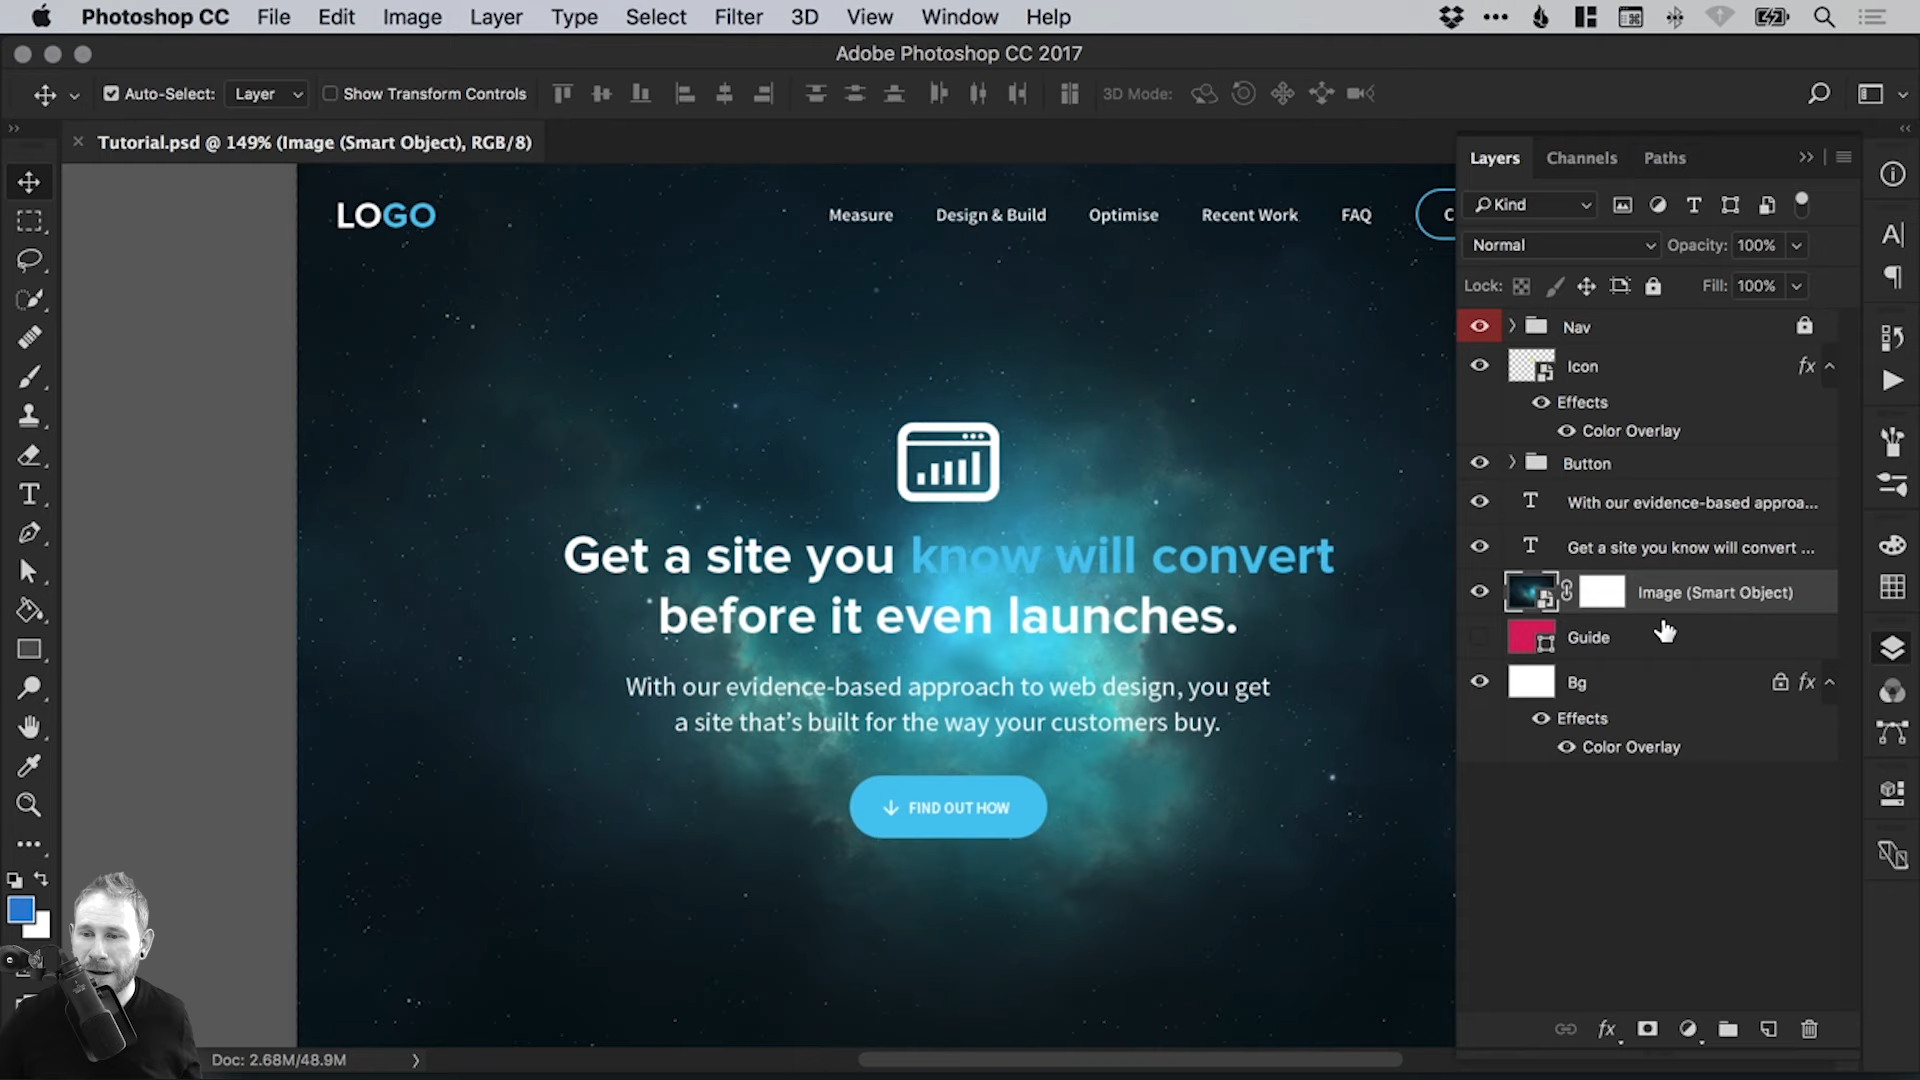 Photoshop CC File Edit Image Layer Type Select Filter 3D View Window Help
Adobe Photoshop CC 2017
Auto-Select: Layer Show Transform Controls 3D Mode:
Tutorial.psd @ 149% (Image (Smart Object), RGB/8)
LOGO
Measure Design & Build Optimise Recent Work FAQ C
Get a site you know will convert
before it even launches.
With our evidence-based approach to web design, you get
a site that’s built for the way your customers buy.
FIND OUT HOW
Doc: 2.68M/48.9M
Layers Channels Paths
Kind
Normal Opacity: 100%
Lock: Fill: 100%
Nav
Icon fx
Effects
Color Overlay
Button
With our evidence-based approa...
Get a site you know will convert ...
Image (Smart Object)
Guide
Bg fx
Effects
Color Overlay
fx